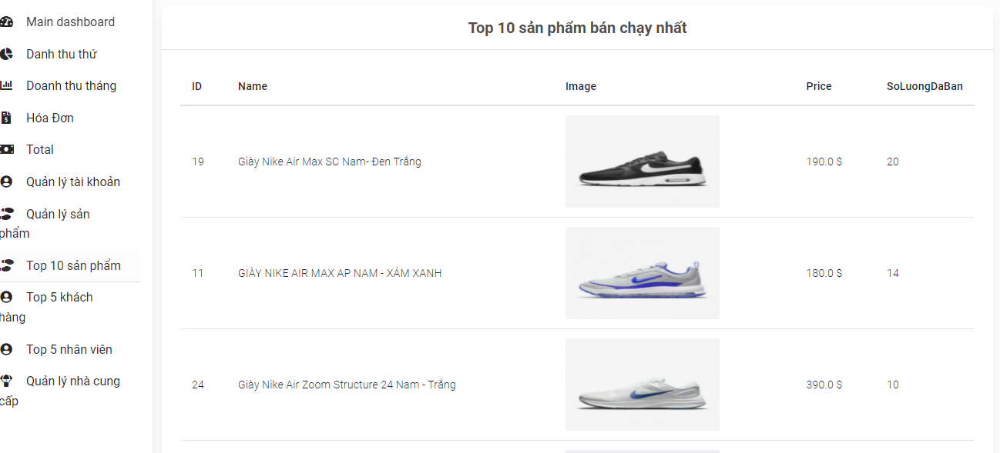 Main dashboard
Danh thu thứ
Doanh thu tháng
Hóa Đơn
Total
Quản lý tài khoản
Quản lý sản
phẩm
Top 10 sản phẩm
Top 5 khách
hàng
Top 5 nhân viên
Quản lý nhà cung
cấp
Top 10 sản phẩm bán chạy nhất
ID Name Image Price SoLuongDaBan
19 Giày Nike Air Max SC Nam- Đen Trắng 190.0 $ 20
11 GIÀY NIKE AIR MAX AP NAM - XÁM XANH 180.0 $ 14
24 Giày Nike Air Zoom Structure 24 Nam - Trắng 390.0 $ 10